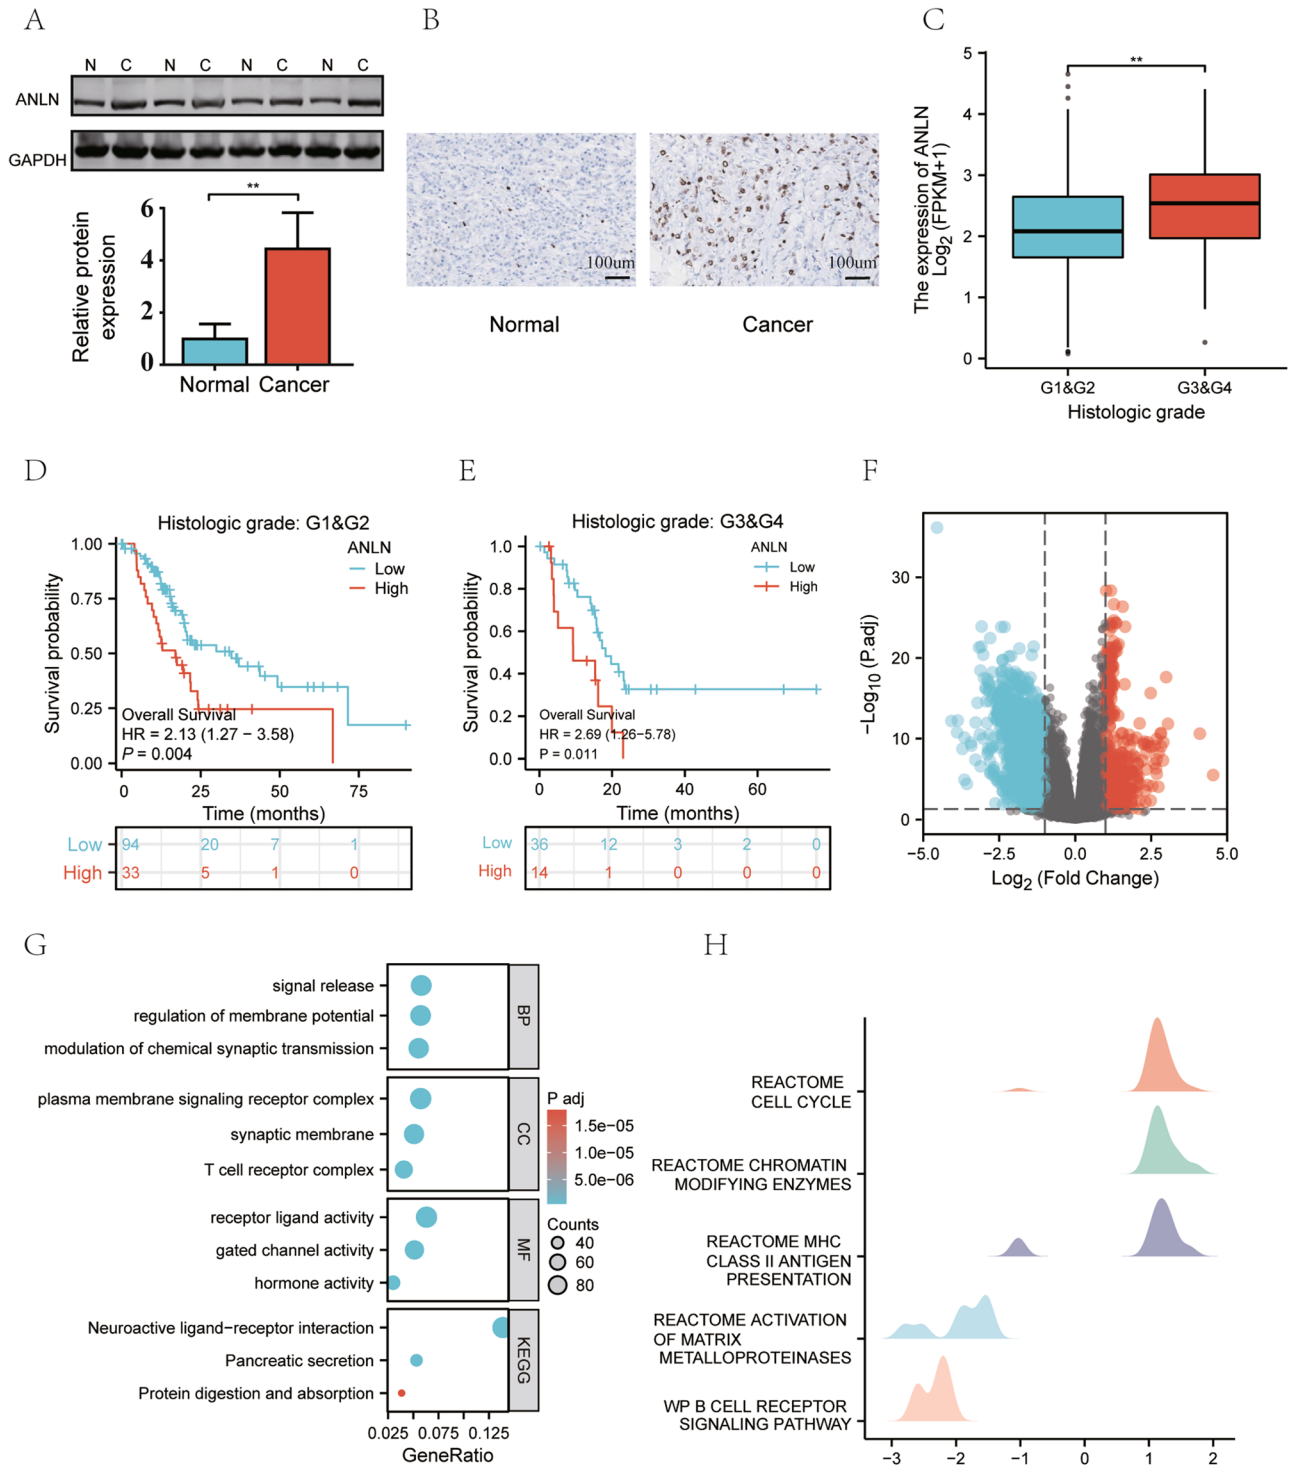 A
N C N C N C N C
ANLN
GAPDH
**
Relative protein
expression
6
4
2
0
Normal Cancer
B
100um
100um
Normal
Cancer
C
**
The expression of ANLN
Log2 (FPKM+1)
5
4
3
2
1
0
G1&G2
G3&G4
Histologic grade
D
Histologic grade: G1&G2
ANLN
Low
High
Survival probability
1.00
0.75
0.50
0.25
0.00
Overall Survival
HR = 2.13 (1.27 − 3.58)
P = 0.004
0 25 50 75
Time (months)
Low 94 20 7 1
High 33 5 1 0
E
Histologic grade: G3&G4
ANLN
Low
High
Survival probability
1.0
0.8
0.6
0.4
0.2
0.0
Overall Survival
HR = 2.69 (1.26−5.78)
P = 0.011
0 20 40 60
Time (months)
Low 36 12 3 2 0
High 14 1 0 0 0
F
−Log10 (P.adj)
30
20
10
0
−5.0 −2.5 0.0 2.5 5.0
Log2 (Fold Change)
G
signal release
regulation of membrane potential
modulation of chemical synaptic transmission
BP
plasma membrane signaling receptor complex
synaptic membrane
T cell receptor complex
CC
receptor ligand activity
gated channel activity
hormone activity
MF
Neuroactive ligand−receptor interaction
Pancreatic secretion
Protein digestion and absorption
KEGG
0.025 0.075 0.125
GeneRatio
P adj
1.5e−05
1.0e−05
5.0e−06
Counts
40
60
80
H
REACTOME
CELL CYCLE
REACTOME CHROMATIN
MODIFYING ENZYMES
REACTOME MHC
CLASS II ANTIGEN
PRESENTATION
REACTOME ACTIVATION
OF MATRIX
METALLOPROTEINASES
WP B CELL RECEPTOR
SIGNALING PATHWAY
−3 −2 −1 0 1 2